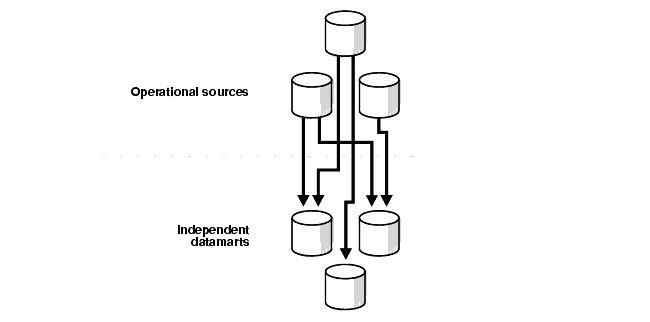 Operational sources
Independent
datamarts